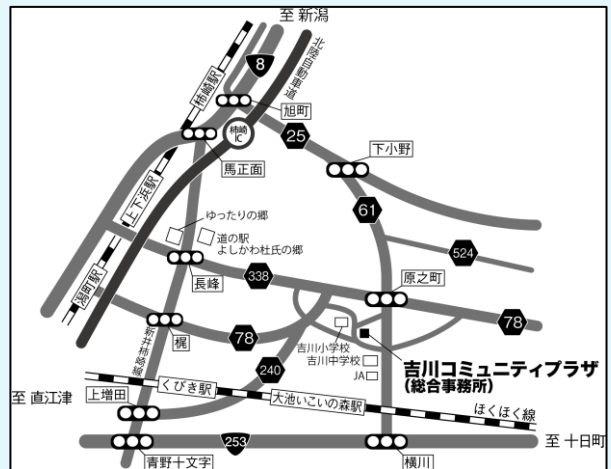 至 新潟
北陸自動車道
8
柿崎駅
旭町
柿崎
IC
25
馬正面
下小野
上下浜駅
61
ゆったりの郷
道の駅
よしかわ杜氏の郷
524
潟町駅
長峰
338
原之町
78
新井柿崎線
梶
78
吉川小学校
吉川中学校
JA
吉川コミュニティプラザ
(総合事務所)
240
くびき駅
大池いこいの森駅
ほくほく線
至 直江津
上増田
253
至 十日町
青野十文字
横川